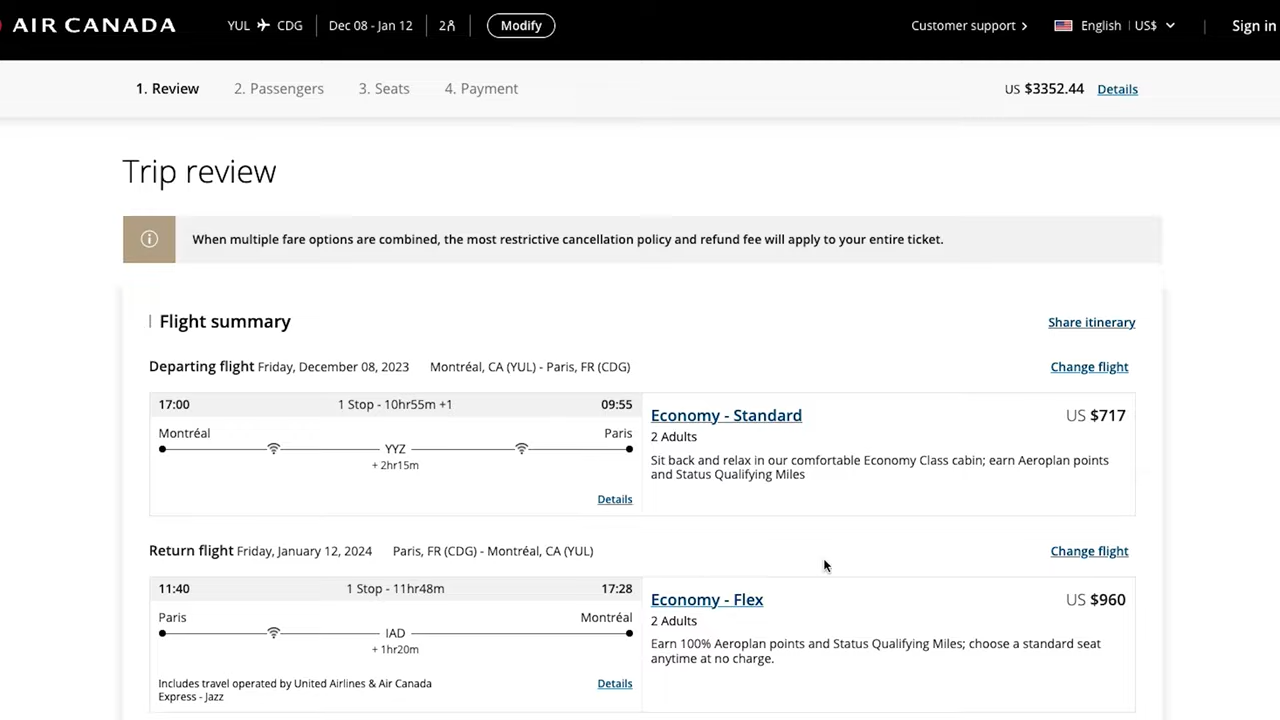 AIR CANADA
YUL CDG Dec 08 - Jan 12 2 Modify Customer support English US$ Sign in
1. Review 2. Passengers 3. Seats 4. Payment US $3352.44 Details
Trip review
When multiple fare options are combined, the most restrictive cancellation policy and refund fee will apply to your entire ticket.
Flight summary Share itinerary
Departing flight Friday, December 08, 2023 Montréal, CA (YUL) - Paris, FR (CDG) Change flight
17:00 1 Stop - 10hr55m +1 09:55
Montréal Paris
YYZ
+ 2hr15m
Details
Economy - Standard US $717
2 Adults
Sit back and relax in our comfortable Economy Class cabin; earn Aeroplan points
and Status Qualifying Miles
Return flight Friday, January 12, 2024 Paris, FR (CDG) - Montréal, CA (YUL) Change flight
11:40 1 Stop - 11hr48m 17:28
Paris Montréal
IAD
+ 1hr20m
Includes travel operated by United Airlines & Air Canada
Express - Jazz
Details
Economy - Flex US $960
2 Adults
Earn 100% Aeroplan points and Status Qualifying Miles; choose a standard seat
anytime at no charge.